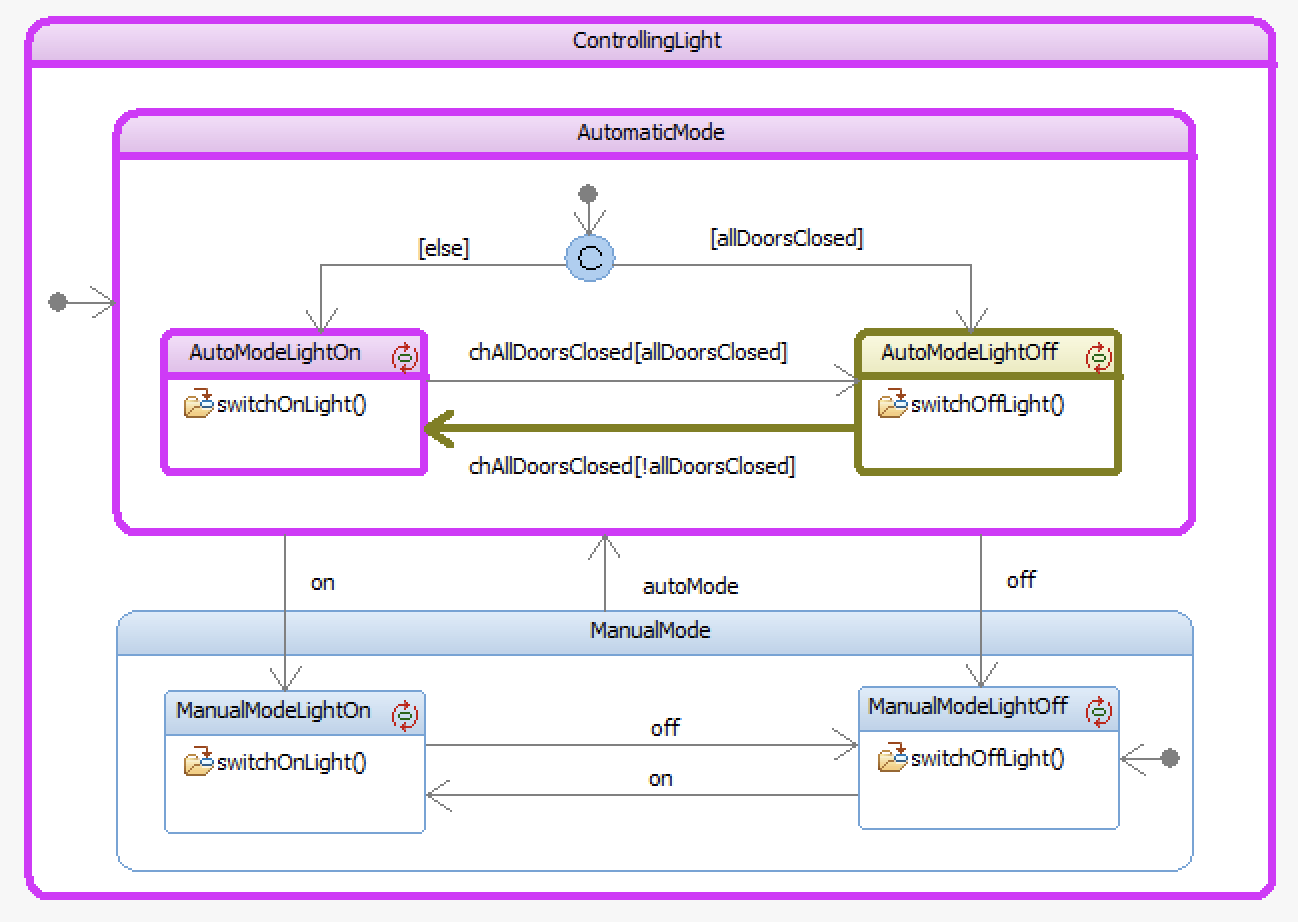 ControllingLight
AutomaticMode
[else]
[allDoorsClosed]
C
AutoModeLightOn
chAllDoorsClosed[allDoorsClosed]
AutoModeLightOff
switchOnLight()
switchOffLight()
chAllDoorsClosed[!allDoorsClosed]
on
autoMode
off
ManualMode
ManualModeLightOn
ManualModeLightOff
off
switchOnLight()
switchOffLight()
on